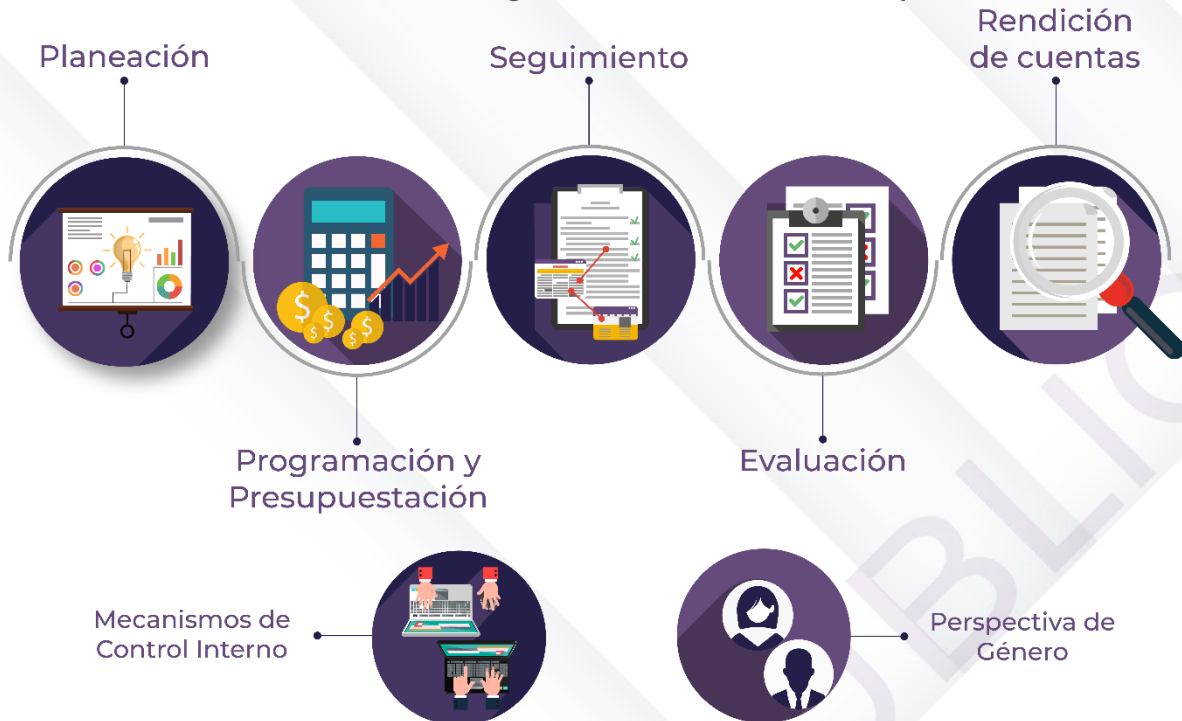 Planeación
Seguimiento
Rendición
de cuentas
Programación y
Presupuestación
Evaluación
Mecanismos de
Control Interno
Perspectiva de
Género